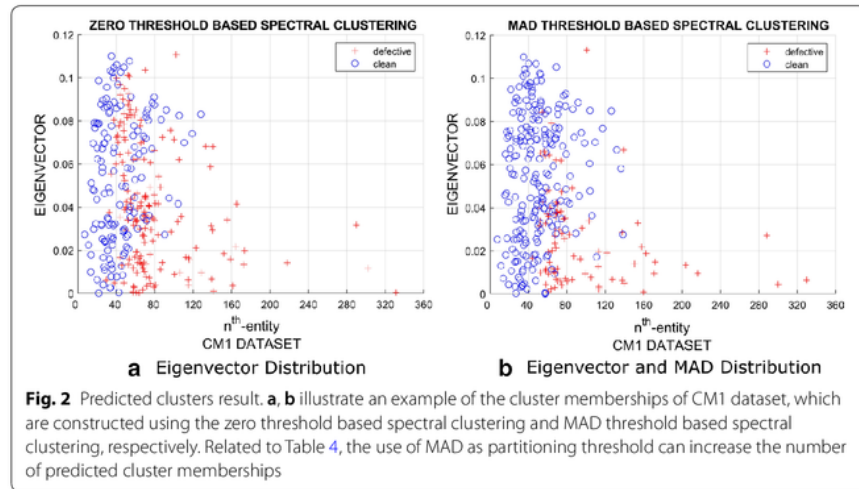 ZERO THRESHOLD BASED SPECTRAL CLUSTERING
defective
clean
EIGENVECTOR
0.12
0.1
0.08
0.06
0.04
0.02
0
0 40 80 120 160 200 240 280 320 360
nth-entity
CM1 DATASET
a Eigenvector Distribution
MAD THRESHOLD BASED SPECTRAL CLUSTERING
defective
clean
EIGENVECTOR
0.12
0.1
0.08
0.06
0.04
0.02
0
0 40 80 120 160 200 240 280 320 360
nth-entity
CM1 DATASET
b Eigenvector and MAD Distribution
Fig. 2 Predicted clusters result. a, b illustrate an example of the cluster memberships of CM1 dataset, which
are constructed using the zero threshold based spectral clustering and MAD threshold based spectral
clustering, respectively. Related to Table 4, the use of MAD as partitioning threshold can increase the number
of predicted cluster memberships